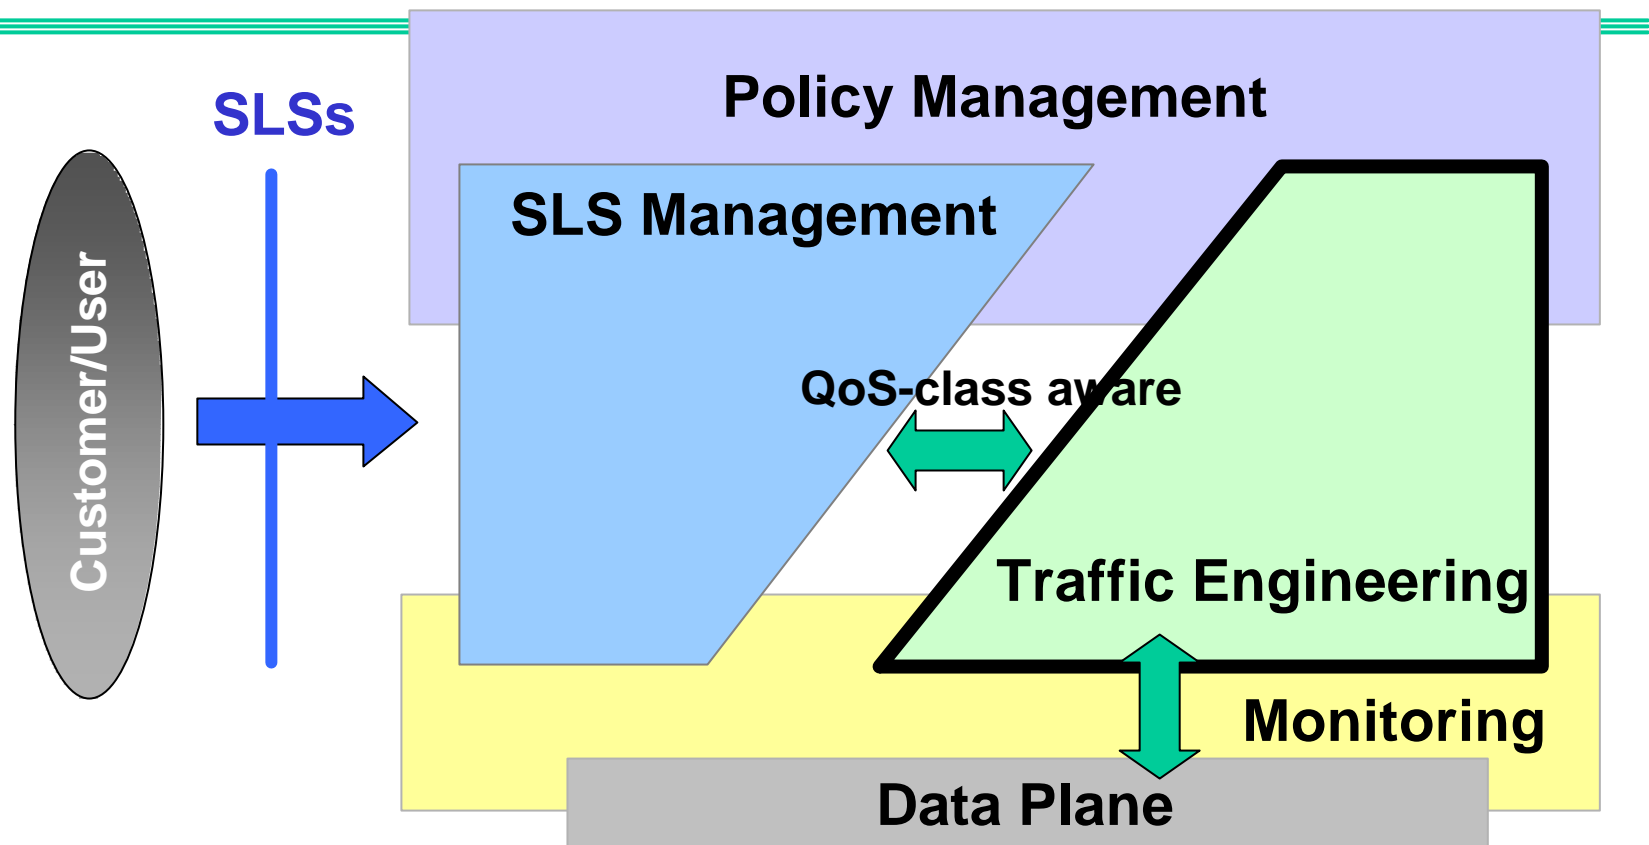 Policy Management
SLSs
SLS Management
Customer/User
QoS-class aware
Traffic Engineering
Monitoring
Data Plane